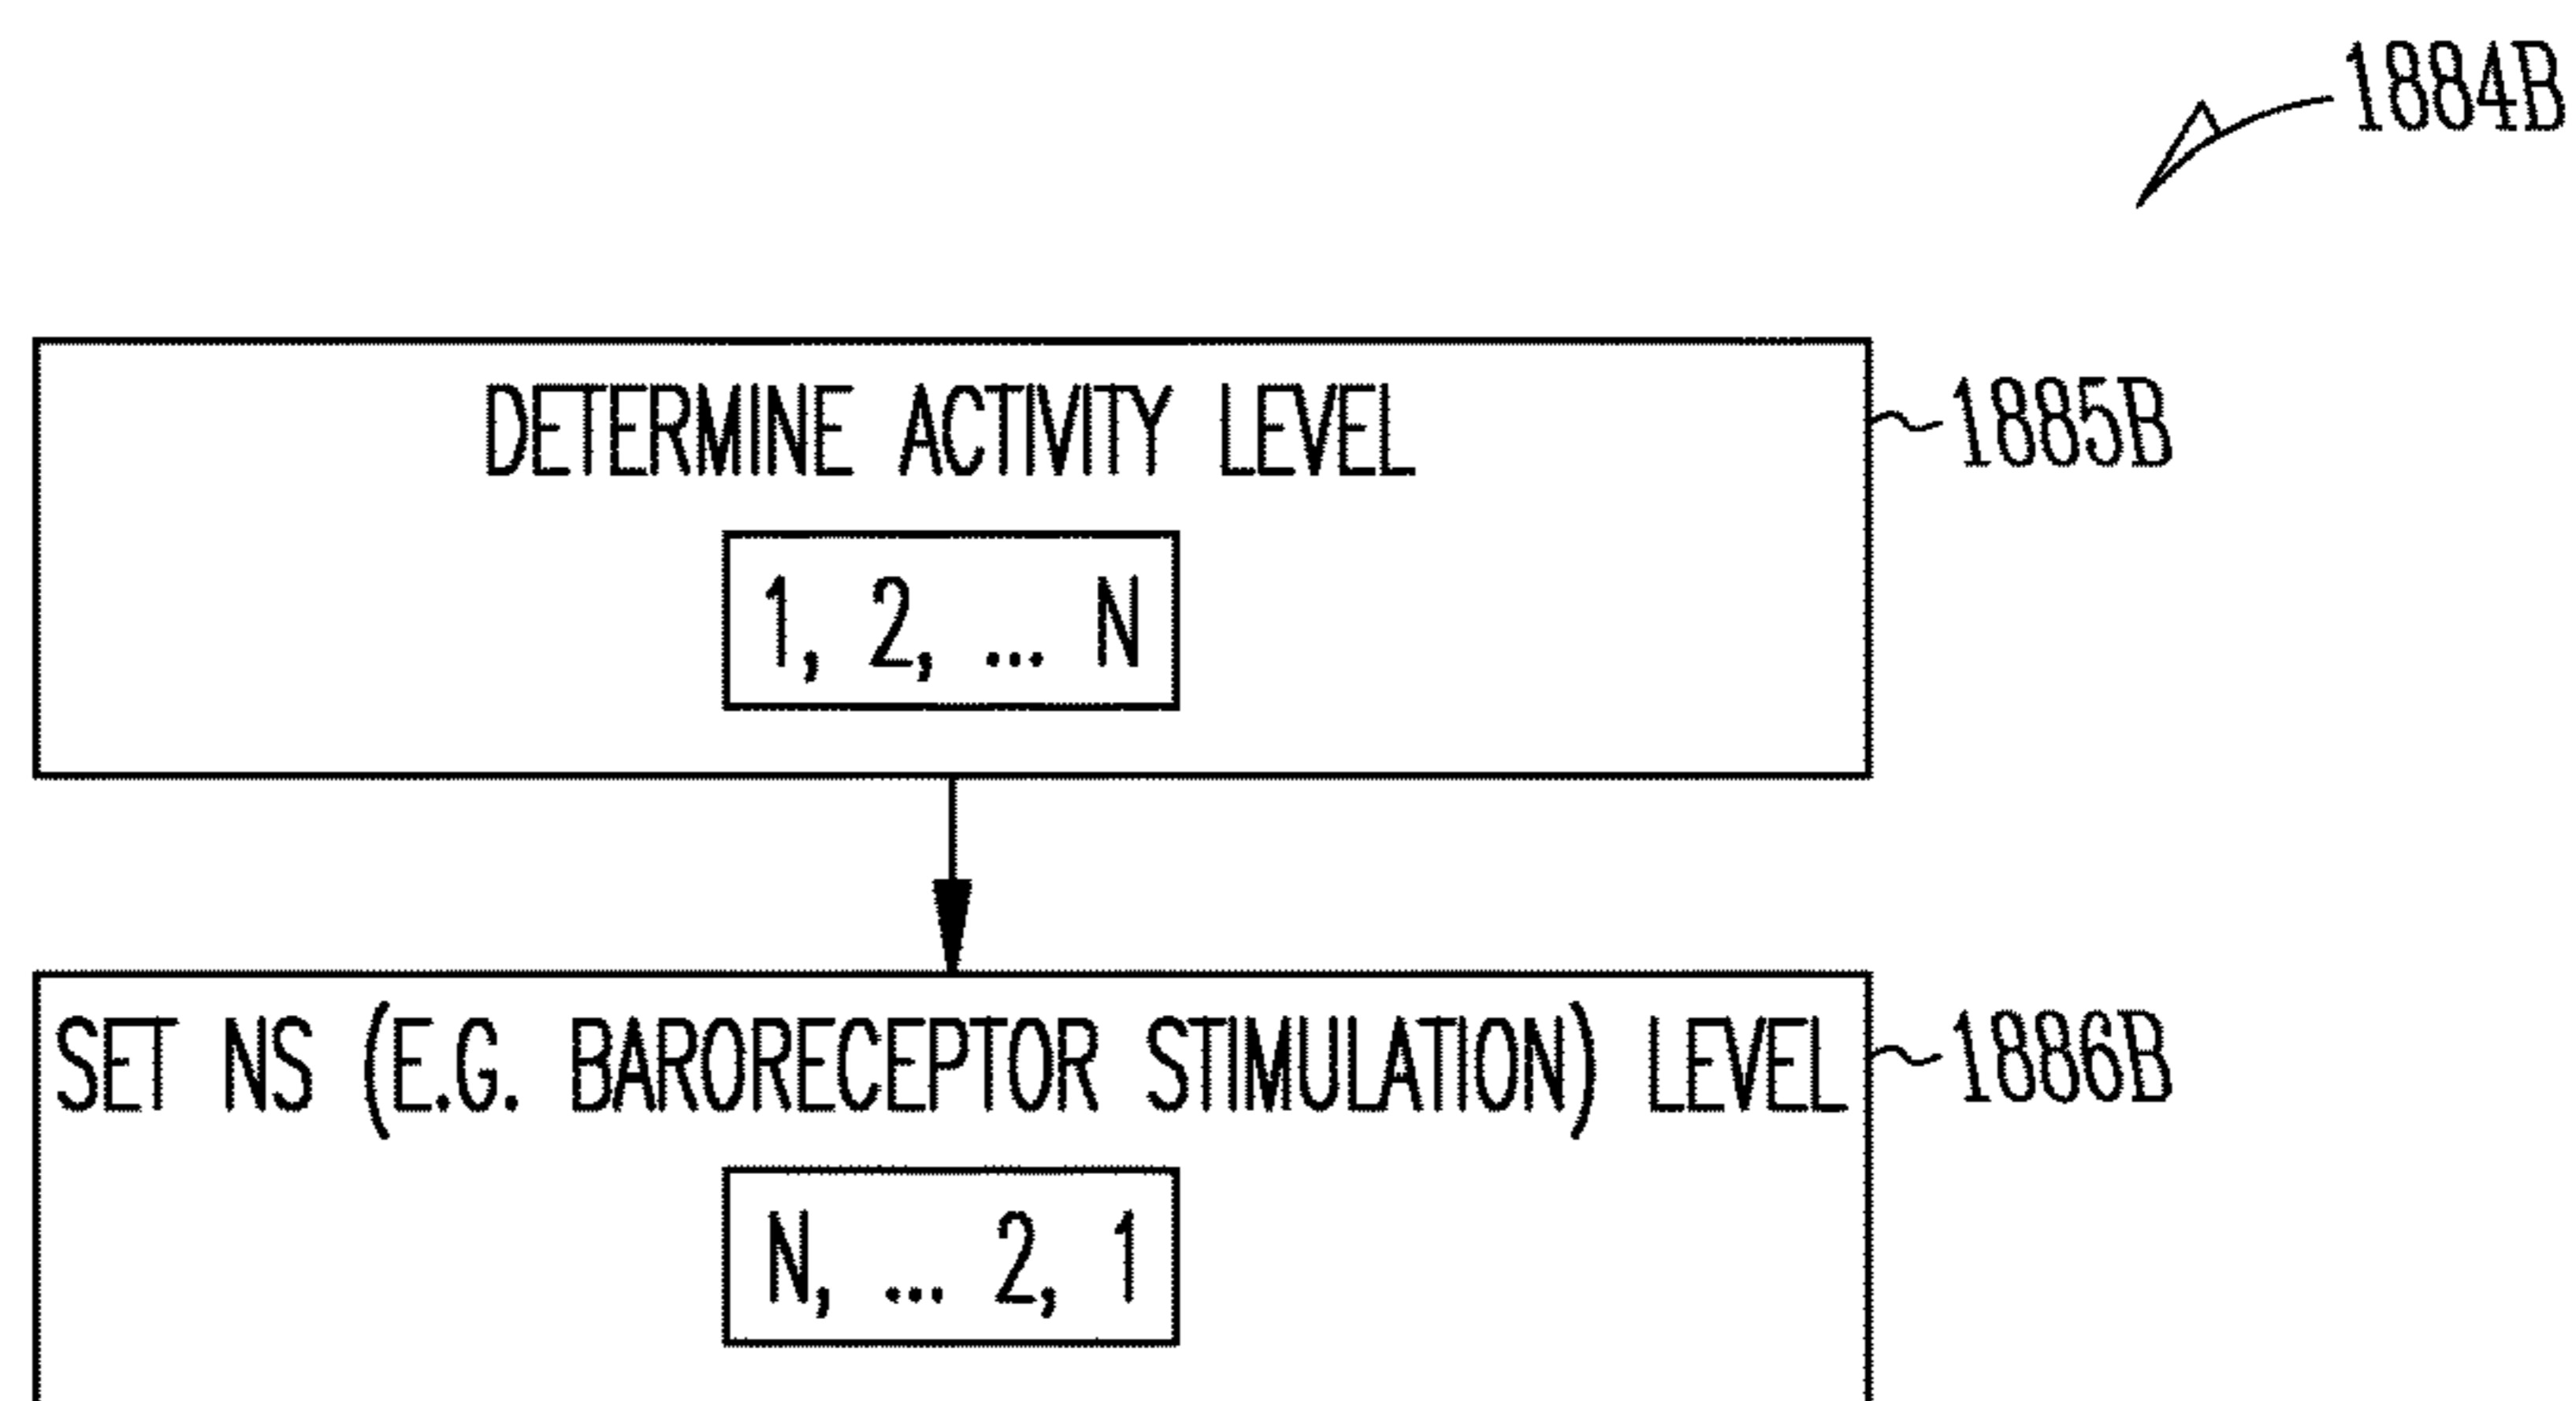 1884B
DETERMINE ACTIVITY LEVEL
1885B
1, 2, ... N
SET NS (E.G. BARORECEPTOR STIMULATION) LEVEL
1886B
N, ... 2, 1